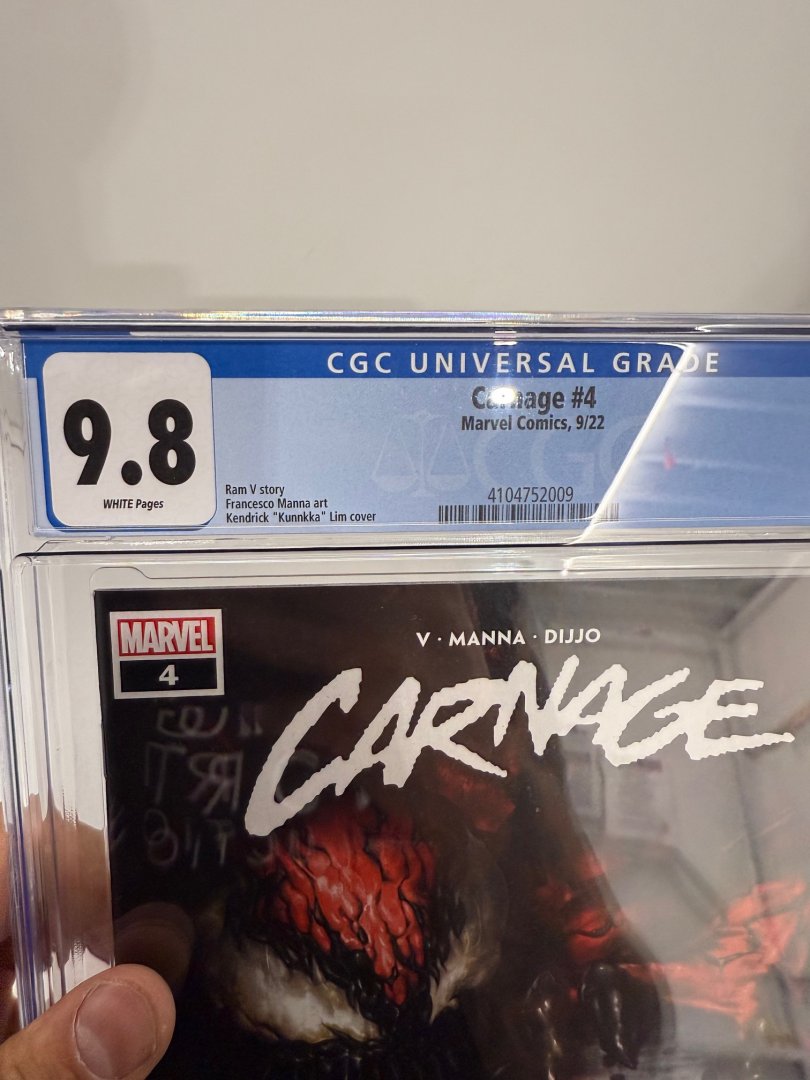 CGC UNIVERSAL GRADE
9.8
WHITE Pages
Carnage #4
Marvel Comics, 9/22
Ram V story
Francesco Manna art
Kendrick "Kunnkka" Lim cover
4104752009
CGC
MARVEL
4
V · MANNA · DIJJO
CARNAGE